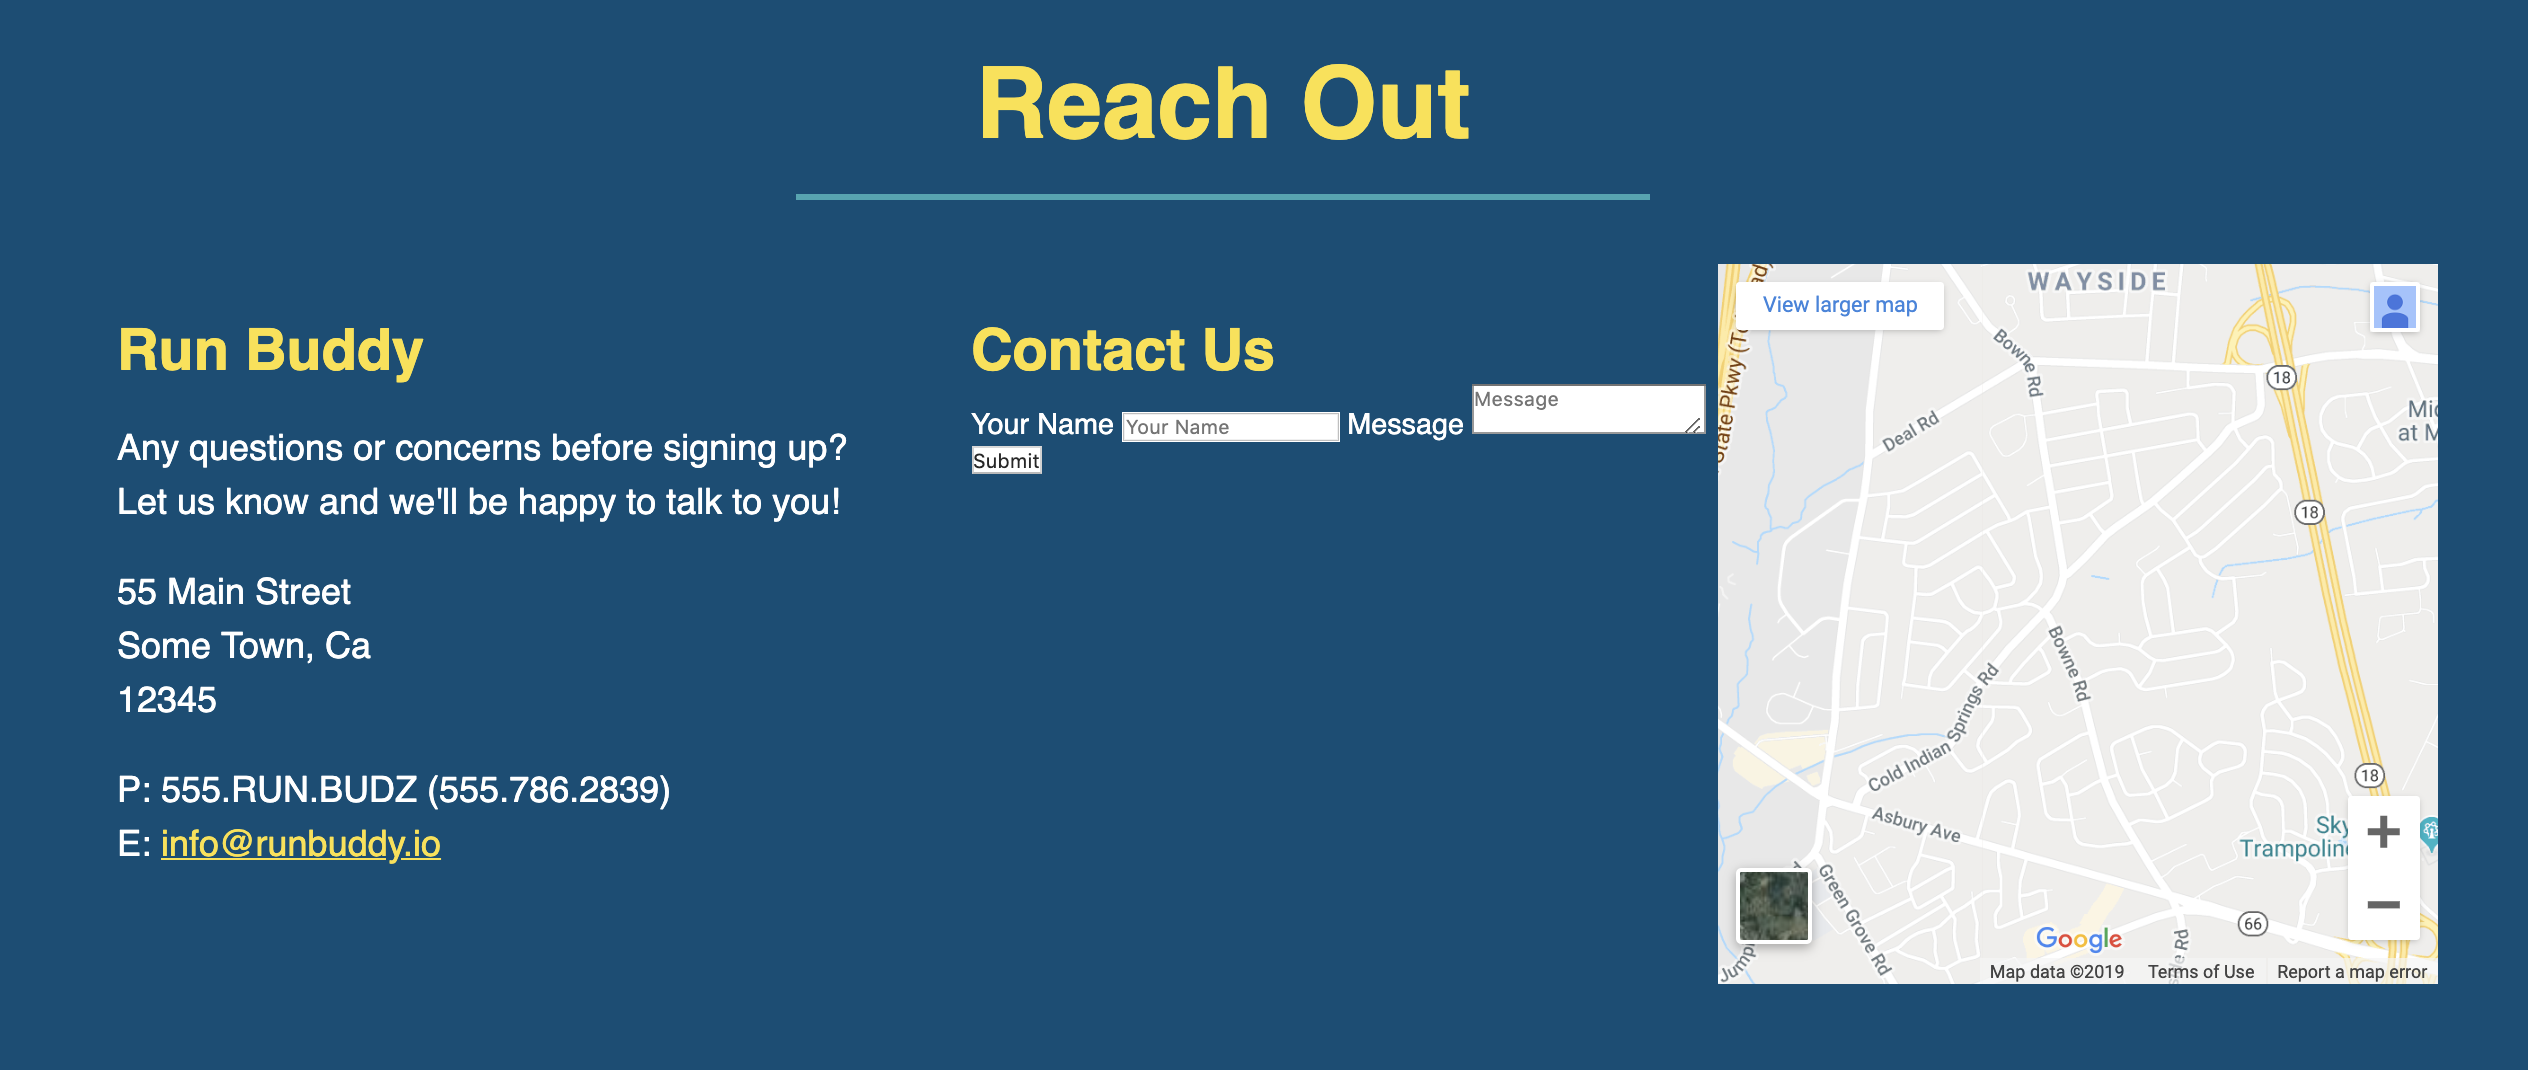 Reach Out
Run Buddy
Any questions or concerns before signing up?
Let us know and we'll be happy to talk to you!
55 Main Street
Some Town, Ca
12345
P: 555.RUN.BUDZ (555.786.2839)
E: info@runbuddy.io
Contact Us
Your Name Your Name Message Message
Submit
WAYSIDE
View larger map
State Pkwy
Bowne Rd
18
Deal Rd
18
Cold Indian Springs Rd
Bowne Rd
18
Asbury Ave
Green Grove Rd
66
Google
Map data ©2019 Terms of Use Report a map error